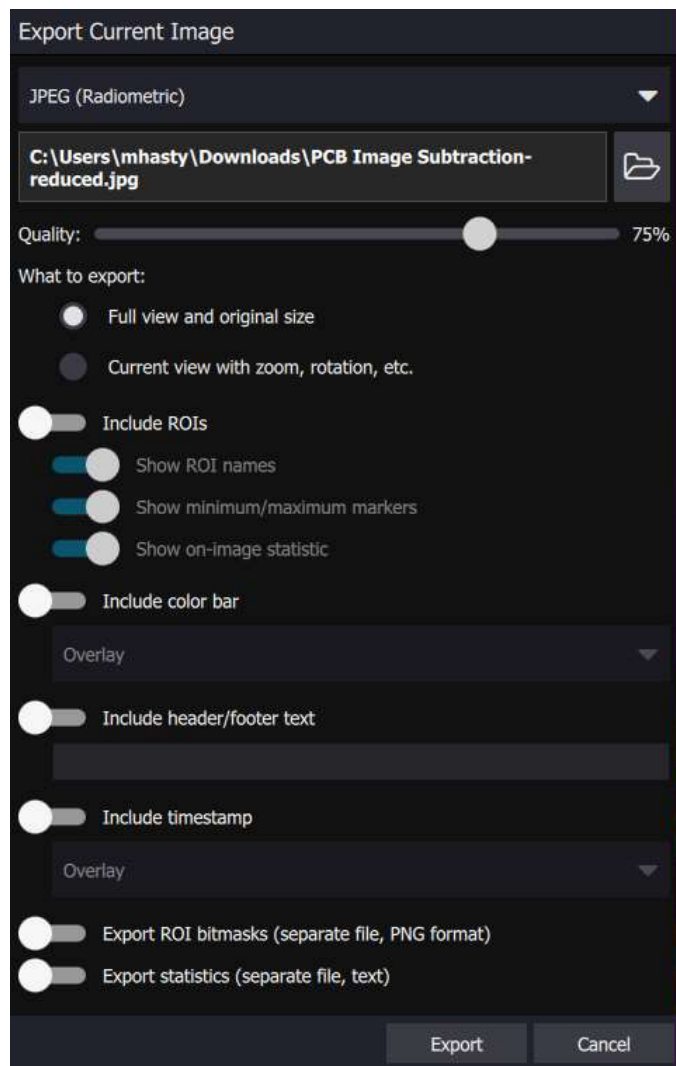 Export Current Image
JPEG (Radiometric)
C:\Users\mhasty\Downloads\PCB Image Subtraction-
reduced.jpg
Quality: 75%
What to export:
Full view and original size
Current view with zoom, rotation, etc.
Include ROIs
Show ROI names
Show minimum/maximum markers
Show on-image statistic
Include color bar
Overlay
Include header/footer text
Include timestamp
Overlay
Export ROI bitmasks (separate file, PNG format)
Export statistics (separate file, text)
Export Cancel